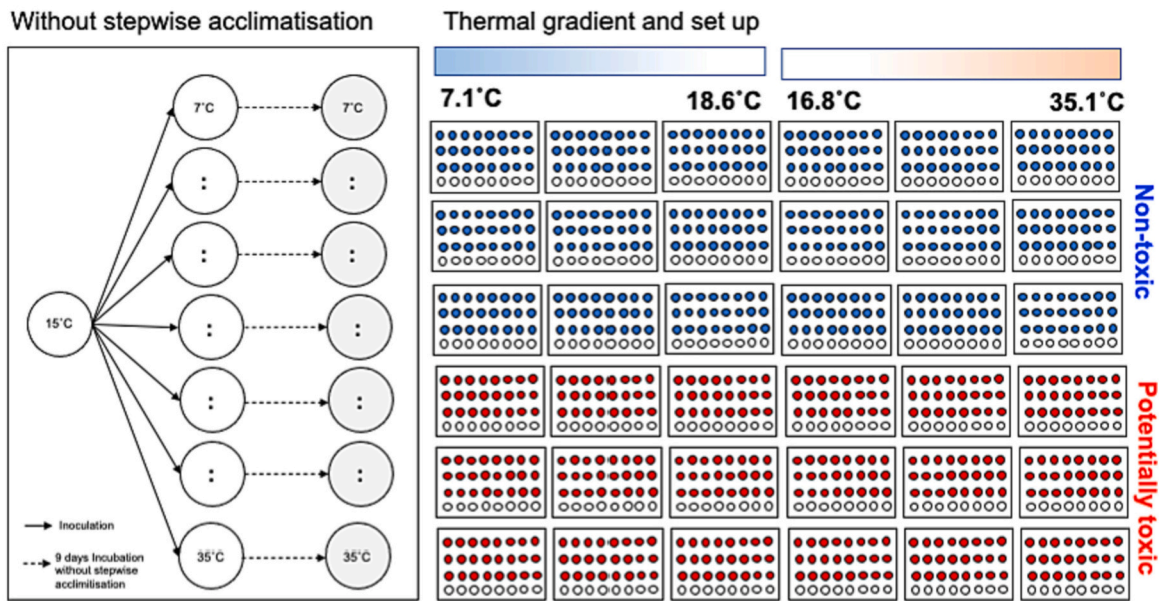 Without stepwise acclimatisation
Thermal gradient and set up
7.1˚C
18.6˚C
16.8˚C
35.1˚C
7˚C
7˚C
:
:
:
:
15˚C
:
:
:
:
:
:
35˚C
35˚C
Inoculation
9 days Incubation
without stepwise
acclimitisation
Non-toxic
Potentially toxic